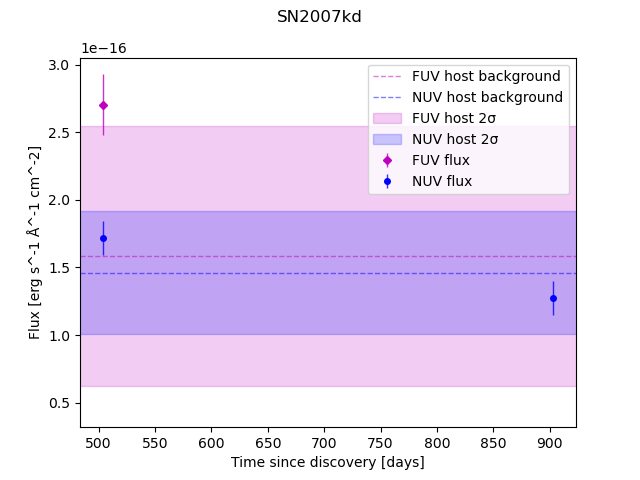 SN2007kd
1e−16
3.0
2.5
2.0
1.5
1.0
0.5
Flux [erg s^-1 Å^-1 cm^-2]
FUV host background
NUV host background
FUV host 2σ
NUV host 2σ
FUV flux
NUV flux
500 550 600 650 700 750 800 850 900
Time since discovery [days]